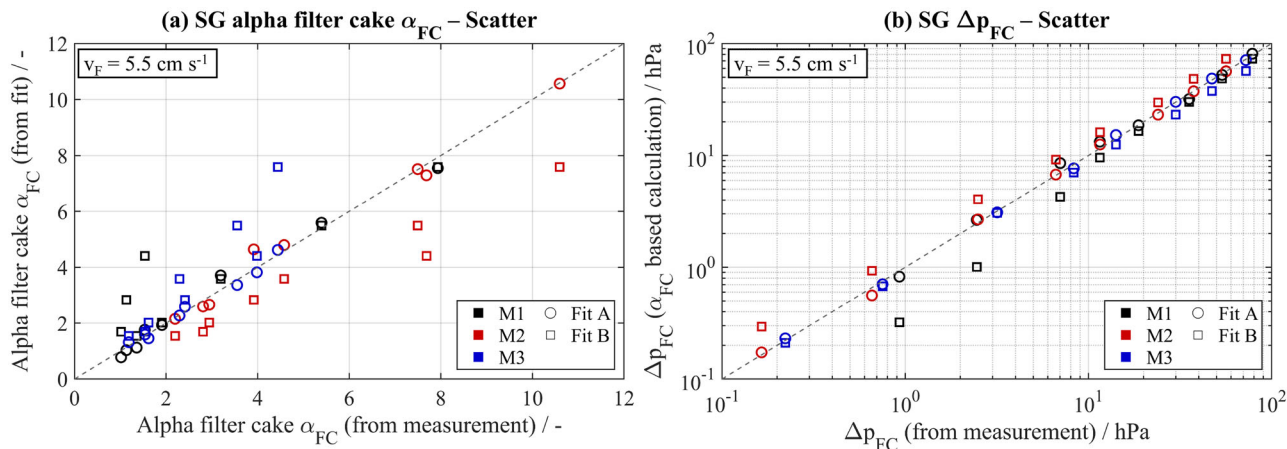 (a) SG alpha filter cake α_FC – Scatter
v_F = 5.5 cm s⁻¹
Alpha filter cake α_FC (from fit) / -
12
10
8
6
4
2
0
0 2 4 6 8 10 12
Alpha filter cake α_FC (from measurement) / -
M1 Fit A
M2 Fit B
M3
(b) SG Δp_FC – Scatter
v_F = 5.5 cm s⁻¹
Δp_FC (α_FC based calculation) / hPa
10²
10¹
10⁰
10⁻¹
10⁻¹ 10⁰ 10¹ 10²
Δp_FC (from measurement) / hPa
M1 Fit A
M2 Fit B
M3